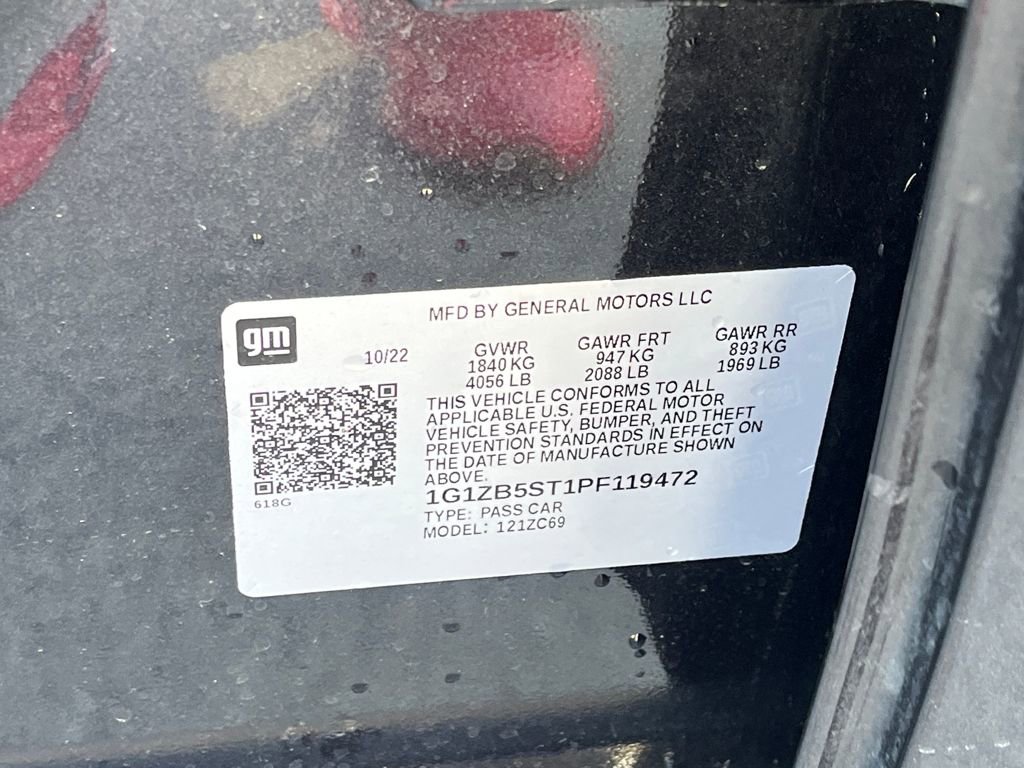 MFD BY GENERAL MOTORS LLC
gm
10/22
GVWR
1840 KG
4056 LB
GAWR FRT
947 KG
2088 LB
GAWR RR
893 KG
1969 LB
THIS VEHICLE CONFORMS TO ALL
APPLICABLE U.S. FEDERAL MOTOR
VEHICLE SAFETY, BUMPER, AND THEFT
PREVENTION STANDARDS IN EFFECT ON
THE DATE OF MANUFACTURE SHOWN
ABOVE.
1G1ZB5ST1PF119472
TYPE: PASS CAR
MODEL: 121ZC69
618G